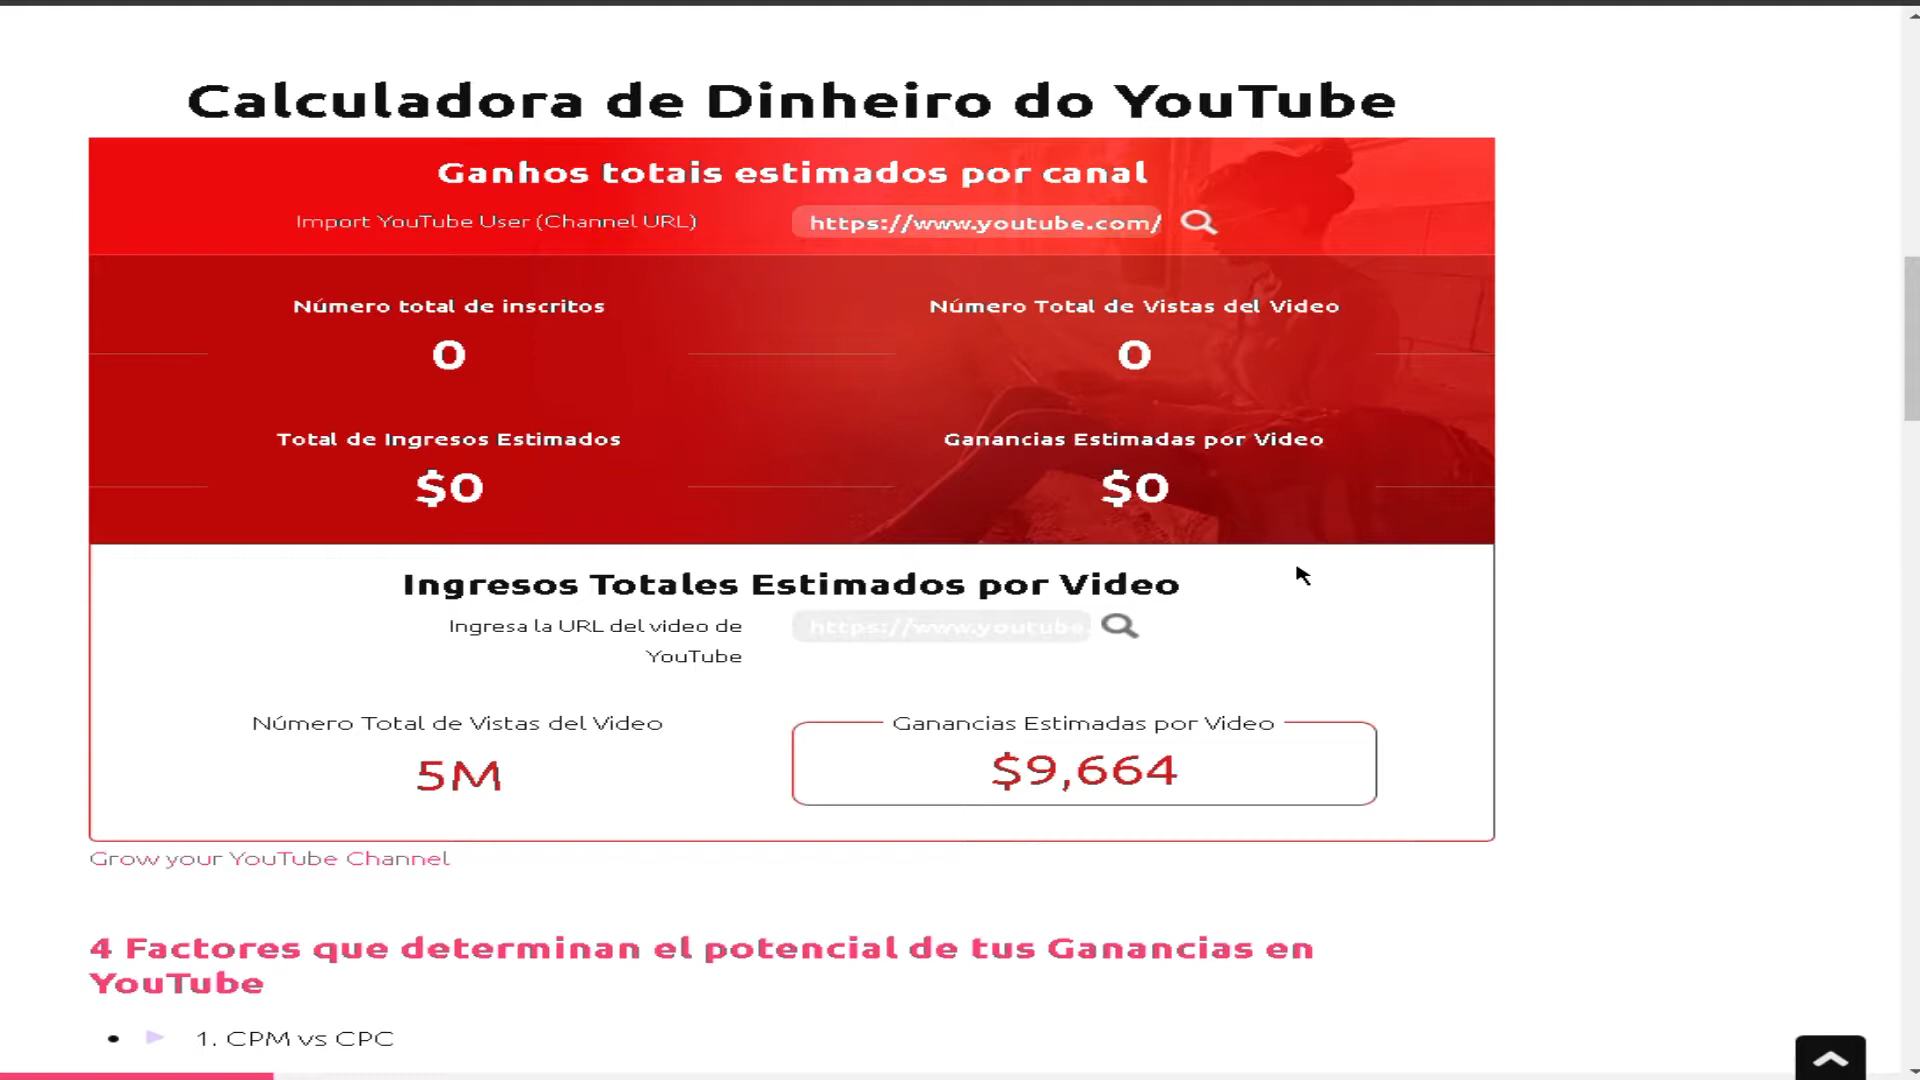 Calculadora de Dinheiro do YouTube
Ganhos totais estimados por canal
Import YouTube User (Channel URL)
https://www.youtube.com/
Número total de inscritos
Número Total de Vistas del Video
0
0
Total de Ingresos Estimados
Ganancias Estimadas por Video
$0
$0
Ingresos Totales Estimados por Video
Ingresa la URL del video de
YouTube
https://www.youtube.
Número Total de Vistas del Video
Ganancias Estimadas por Video
5M
$9,664
Grow your YouTube Channel
4 Factores que determinan el potencial de tus Ganancias en
YouTube
1. CPM vs CPC